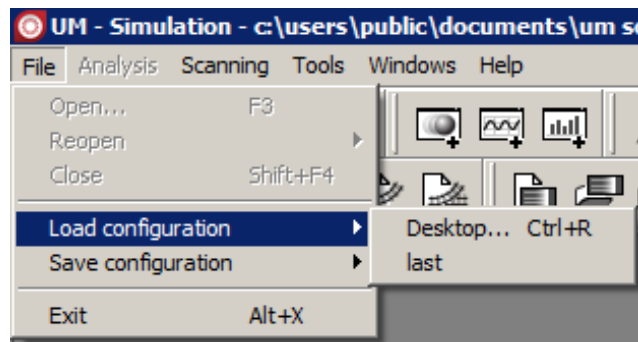 UM - Simulation - c:\users\public\documents\um s
File Analysis Scanning Tools Windows Help
Open... F3
Reopen
Close Shift+F4
Load configuration
Desktop... Ctrl+R
Save configuration
last
Exit Alt+X